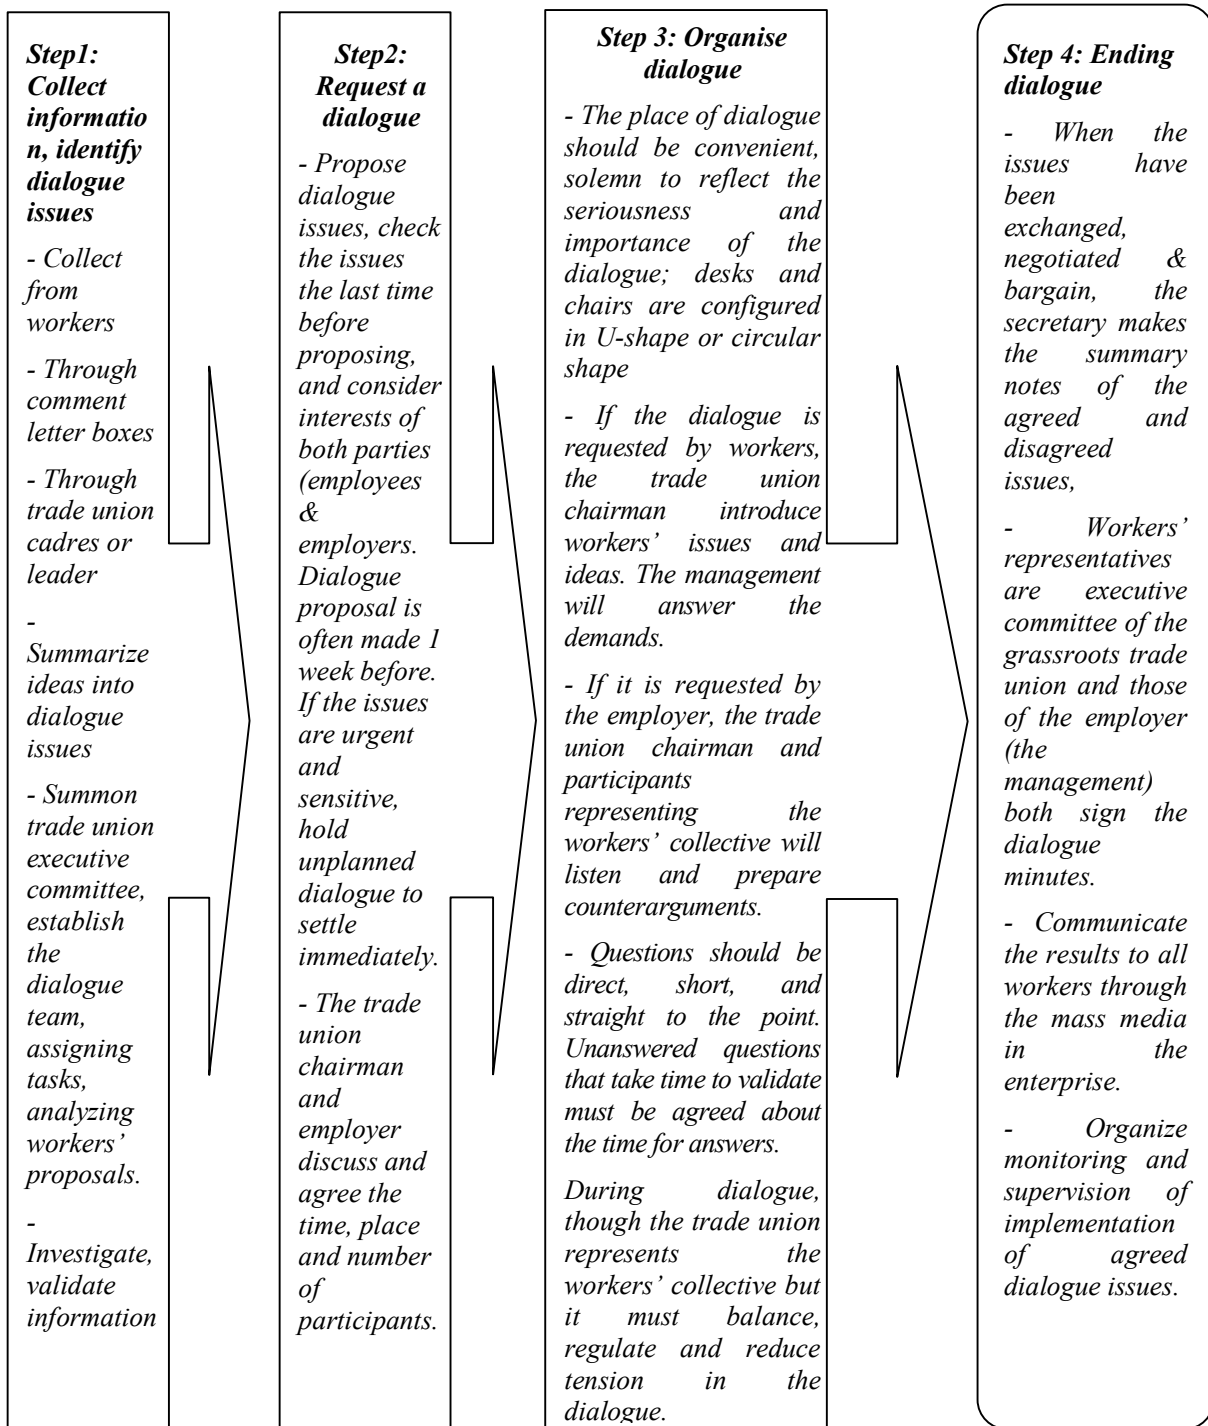 Step1:
Collect
informatio
n, identify
dialogue
issues
- Collect
from
workers
- Through
comment
letter boxes
- Through
trade union
cadres or
leader
-
Summarize
ideas into
dialogue
issues
- Summon
trade union
executive
committee,
establish
the
dialogue
team,
assigning
tasks,
analyzing
workers’
proposals.
-
Investigate,
validate
information
Step2:
Request a
dialogue
- Propose
dialogue
issues, check
the issues
the last time
before
proposing,
and consider
interests of
both parties
(employees
&
employers.
Dialogue
proposal is
often made 1
week before.
If the issues
are urgent
and
sensitive,
hold
unplanned
dialogue to
settle
immediately.
- The trade
union
chairman
and
employer
discuss and
agree the
time, place
and number
of
participants.
Step 3: Organise
dialogue
- The place of dialogue
should be convenient,
solemn to reflect the
seriousness and
importance of the
dialogue; desks and
chairs are configured
in U-shape or circular
shape
- If the dialogue is
requested by workers,
the trade union
chairman introduce
workers’ issues and
ideas. The management
will answer the
demands.
- If it is requested by
the employer, the trade
union chairman and
participants
representing the
workers’ collective will
listen and prepare
counterarguments.
- Questions should be
direct, short, and
straight to the point.
Unanswered questions
that take time to validate
must be agreed about
the time for answers.
During dialogue,
though the trade union
represents the
workers’ collective but
it must balance,
regulate and reduce
tension in the
dialogue.
Step 4: Ending
dialogue
- When the
issues have
been
exchanged,
negotiated &
bargain, the
secretary makes
the summary
notes of the
agreed and
disagreed
issues,
- Workers’
representatives
are executive
committee of the
grassroots trade
union and those
of the employer
(the
management)
both sign the
dialogue
minutes.
- Communicate
the results to all
workers through
the mass media
in the
enterprise.
- Organize
monitoring and
supervision of
implementation
of agreed
dialogue issues.